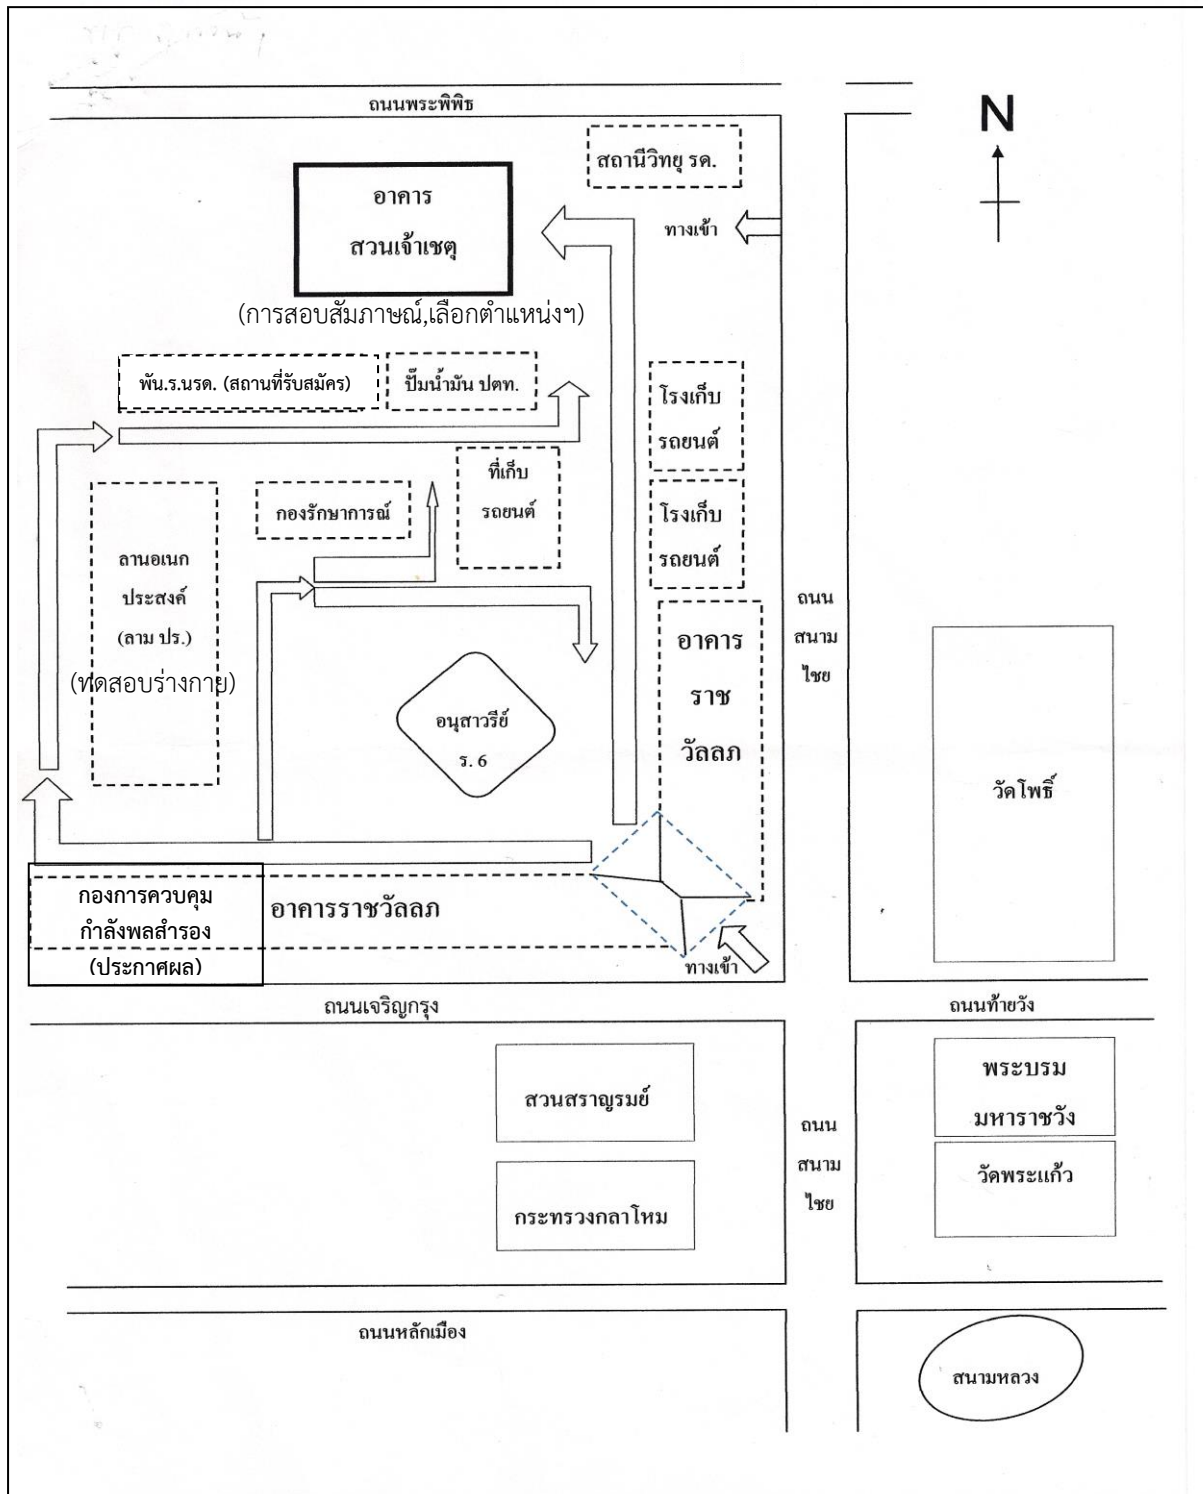 ถนนพระพิพิธ
N
สถานีวิทยุ รด.
อาคาร
สวนเจ้าเชตุ
ทางเข้า
(การสอบสัมภาษณ์,เลือกตำแหน่งฯ)
พัน.ร.นรด. (สถานที่รับสมัคร)
ปั๊มน้ำมัน ปตท.
โรงเก็บ
รถยนต์
ที่เก็บ
รถยนต์
กองรักษาการณ์
โรงเก็บ
รถยนต์
ลานอเนก
ประสงค์
(ลาม ปร.)
(ทดสอบร่างกาย)
ถนน
สนาม
ไชย
อาคาร
ราช
วัลลภ
อนุสาวรีย์
ร. 6
วัดโพธิ์
กองการควบคุม
กำลังพลสำรอง
(ประกาศผล)
อาคารราชวัลลภ
ทางเข้า
ถนนเจริญกรุง
ถนนท้ายวัง
สวนสราญรมย์
พระบรม
มหาราชวัง
ถนน
สนาม
ไชย
วัดพระแก้ว
กระทรวงกลาโหม
ถนนหลักเมือง
สนามหลวง